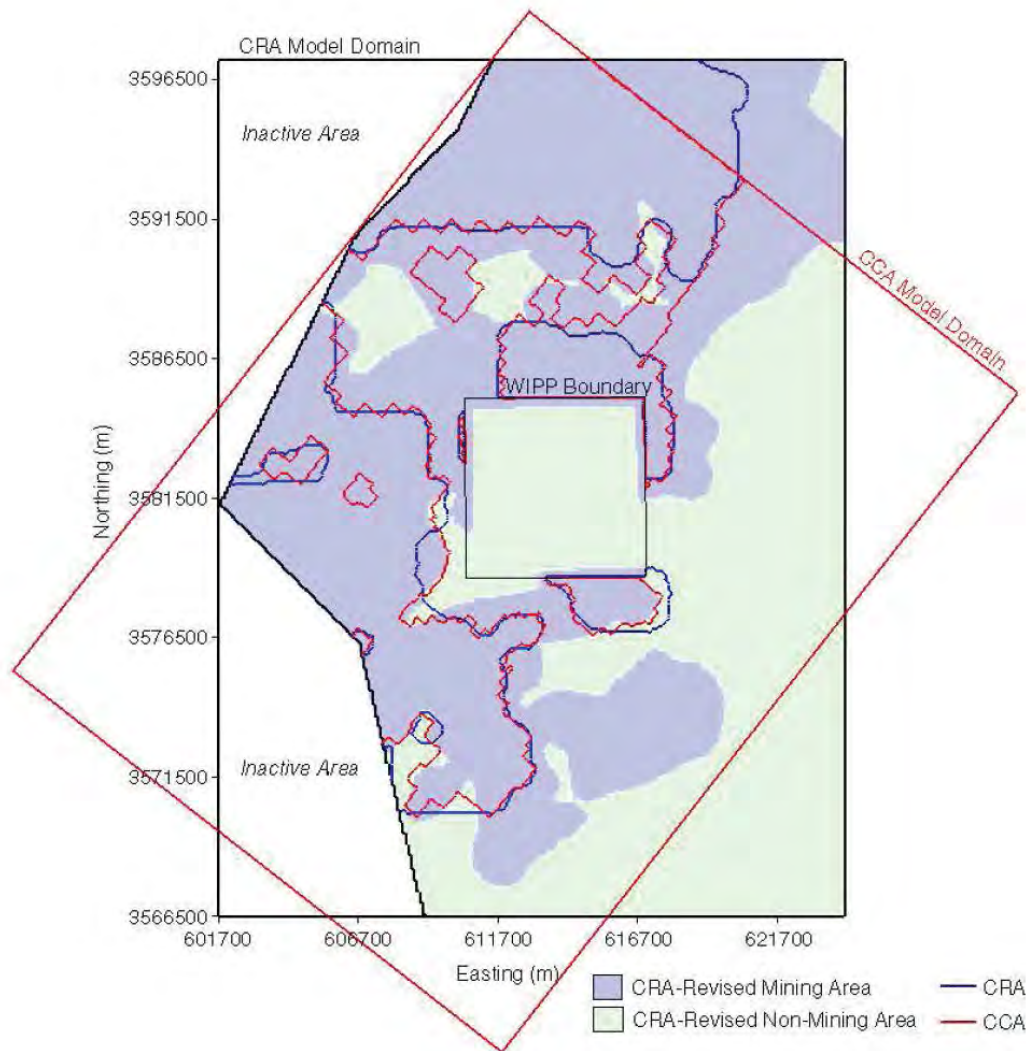 CRA Model Domain
3596500
Inactive Area
3591500
CCA Model Domain
3586500
WIPP Boundary
Northing (m)
3581500
3576500
Inactive Area
3571500
3566500
601700 606700 611700 616700 621700
Easting (m)
CRA-Revised Mining Area
CRA
CRA-Revised Non-Mining Area
CCA